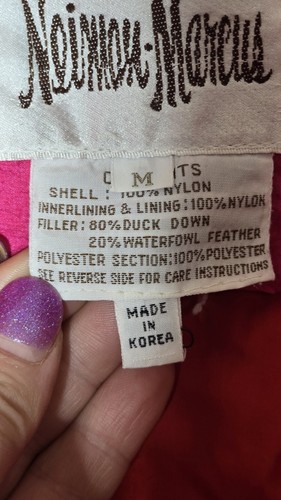 Neiman-Marcus
M
SHELL: 100% NYLON
INNERLINING & LINING:100%NYLON
FILLER: 80% DUCK DOWN
20% WATERFOWL FEATHER
POLYESTER SECTION:100%POLYESTER
SEE REVERSE SIDE FOR CARE INSTRUCTIONS
MADE
IN
KOREA